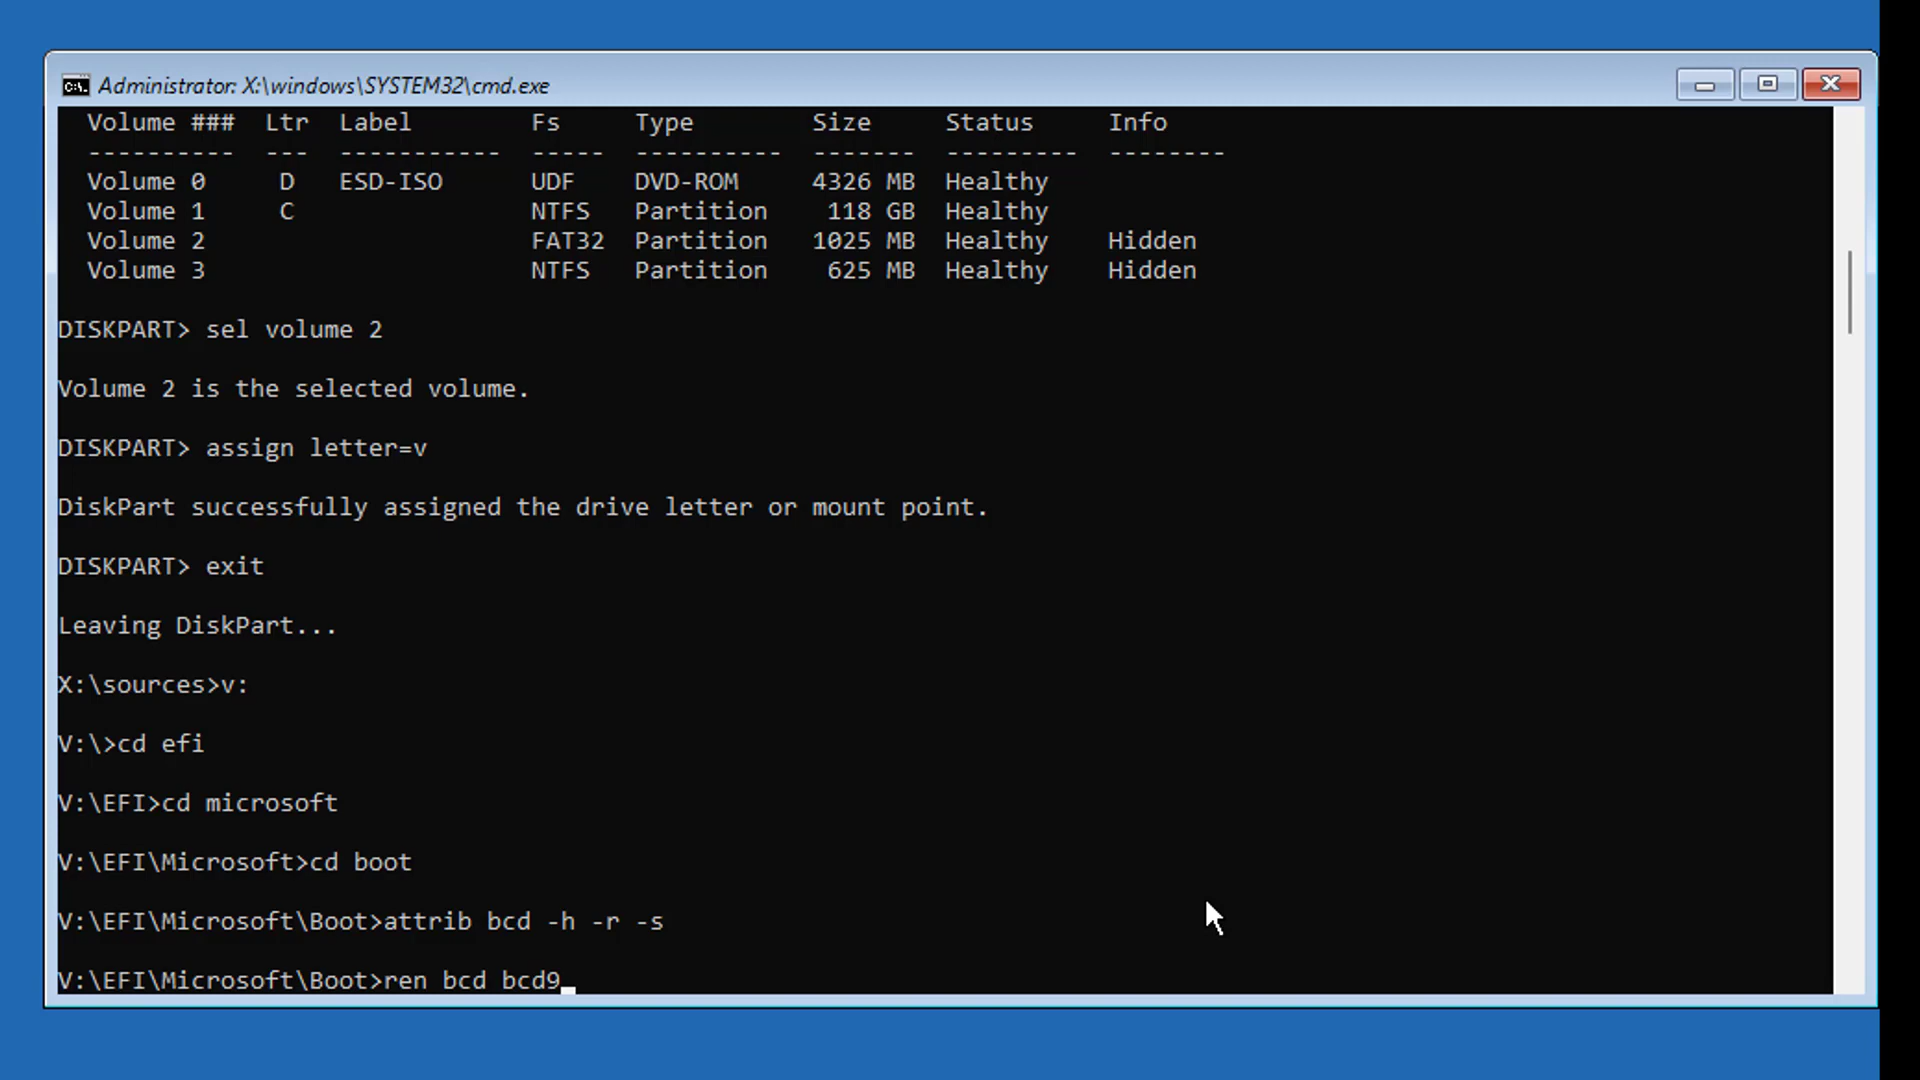 Administrator: X:\windows\SYSTEM32\cmd.exe
Volume ### Ltr Label Fs Type Size Status Info
---------- --- ----------- ----- ---------- ------- --------- --------
Volume 0 D ESD-ISO UDF DVD-ROM 4326 MB Healthy
Volume 1 C NTFS Partition 118 GB Healthy
Volume 2 FAT32 Partition 1025 MB Healthy Hidden
Volume 3 NTFS Partition 625 MB Healthy Hidden
DISKPART> sel volume 2
Volume 2 is the selected volume.
DISKPART> assign letter=v
DiskPart successfully assigned the drive letter or mount point.
DISKPART> exit
Leaving DiskPart...
X:\sources>v:
V:\>cd efi
V:\EFI>cd microsoft
V:\EFI\Microsoft>cd boot
V:\EFI\Microsoft\Boot>attrib bcd -h -r -s
V:\EFI\Microsoft\Boot>ren bcd bcd9